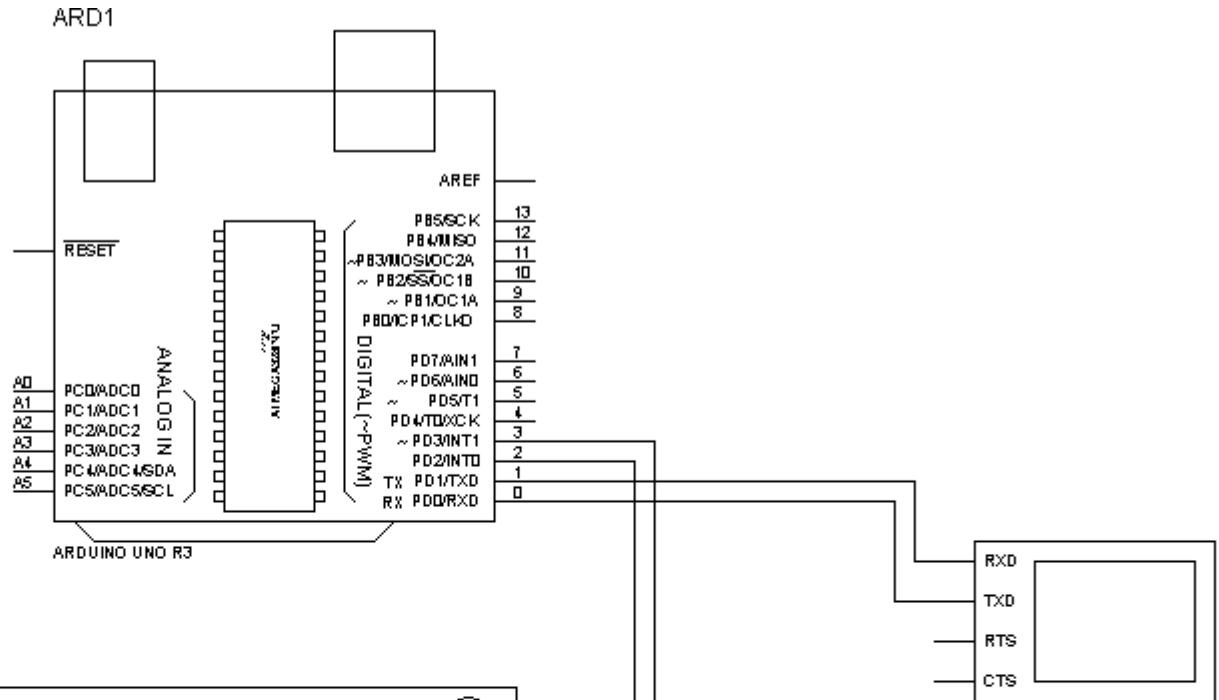 ARD1
AREF
RESET
PB5/SCK 13
PB4/MISO 12
~PB3/MOSI/OC2A 11
~ PB2/SS/OC1B 10
~ PB1/OC1A 9
PB0/ICP1/CLKO 8
DIGITAL (~PWM)
PD7/AIN1 7
~ PD6/AIN0 6
~ PD5/T1 5
PD4/T0/XCK 4
~ PD3/INT1 3
PD2/INT0 2
TX PD1/TXD 1
RX PD0/RXD 0
ANALOG IN
A0 PC0/ADC0
A1 PC1/ADC1
A2 PC2/ADC2
A3 PC3/ADC3
A4 PC4/ADC4/SDA
A5 PC5/ADC5/SCL
ARDUINO UNO R3
RXD
TXD
RTS
CTS